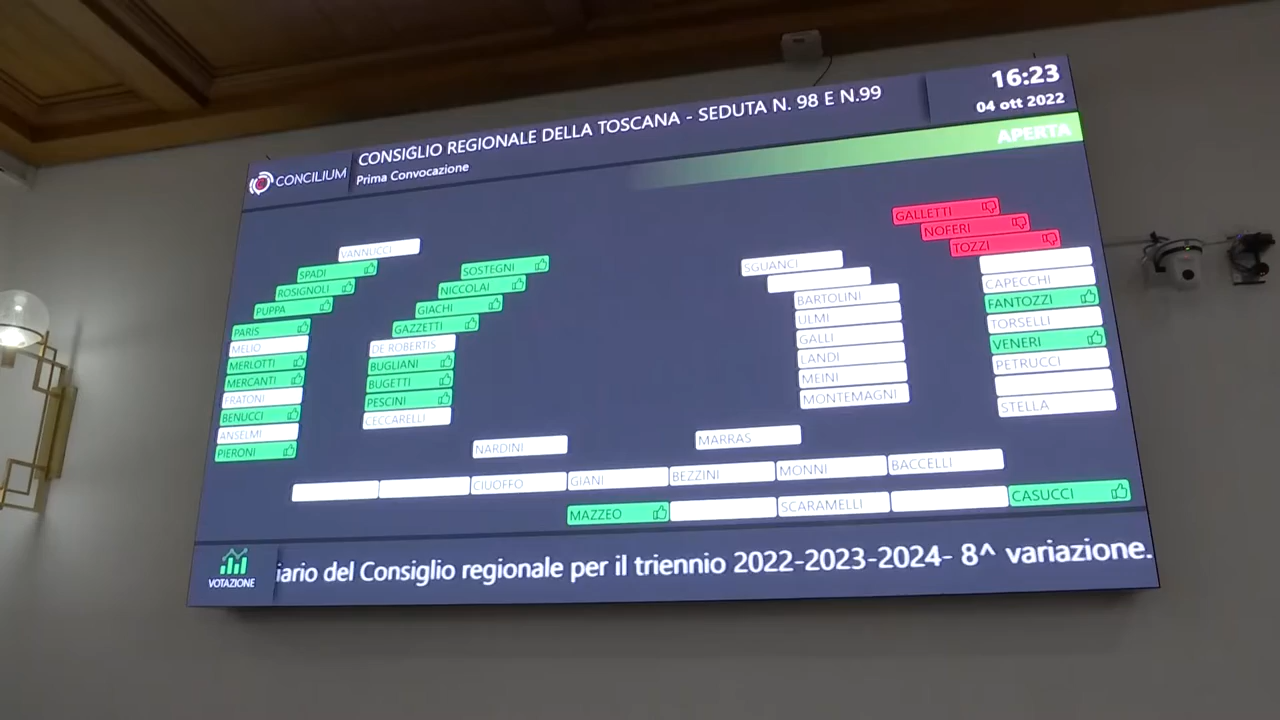 16:23
CONSIGLIO REGIONALE DELLA TOSCANA - SEDUTA N. 98 E N.99
04 ott 2022
CONCILIUM
Prima Convocazione
APERTA
VANNUCCI
SPADI
ROSIGNOLI
PUPPA
PARIS
MELIO
MERLOTTI
MERCANTI
FRATONI
BENUCCI
ANSELMI
PIERONI
SOSTEGNI
NICCOLAI
GIACHI
GAZZETTI
DE ROBERTIS
BUGLIANI
BUGETTI
PESCINI
CECCARELLI
SGUANCI
BARTOLINI
ULMI
GALLI
LANDI
MEINI
MONTEMAGNI
GALLETTI
NOFERI
TOZZI
CAPECCHI
FANTOZZI
TORSELLI
VENERI
PETRUCCI
STELLA
NARDINI
MARRAS
CIUOFFO
GIANI
BEZZINI
MONNI
BACCELLI
MAZZEO
SCARAMELLI
CASUCCI
VOTAZIONE
iario del Consiglio regionale per il triennio 2022-2023-2024- 8^ variazione.